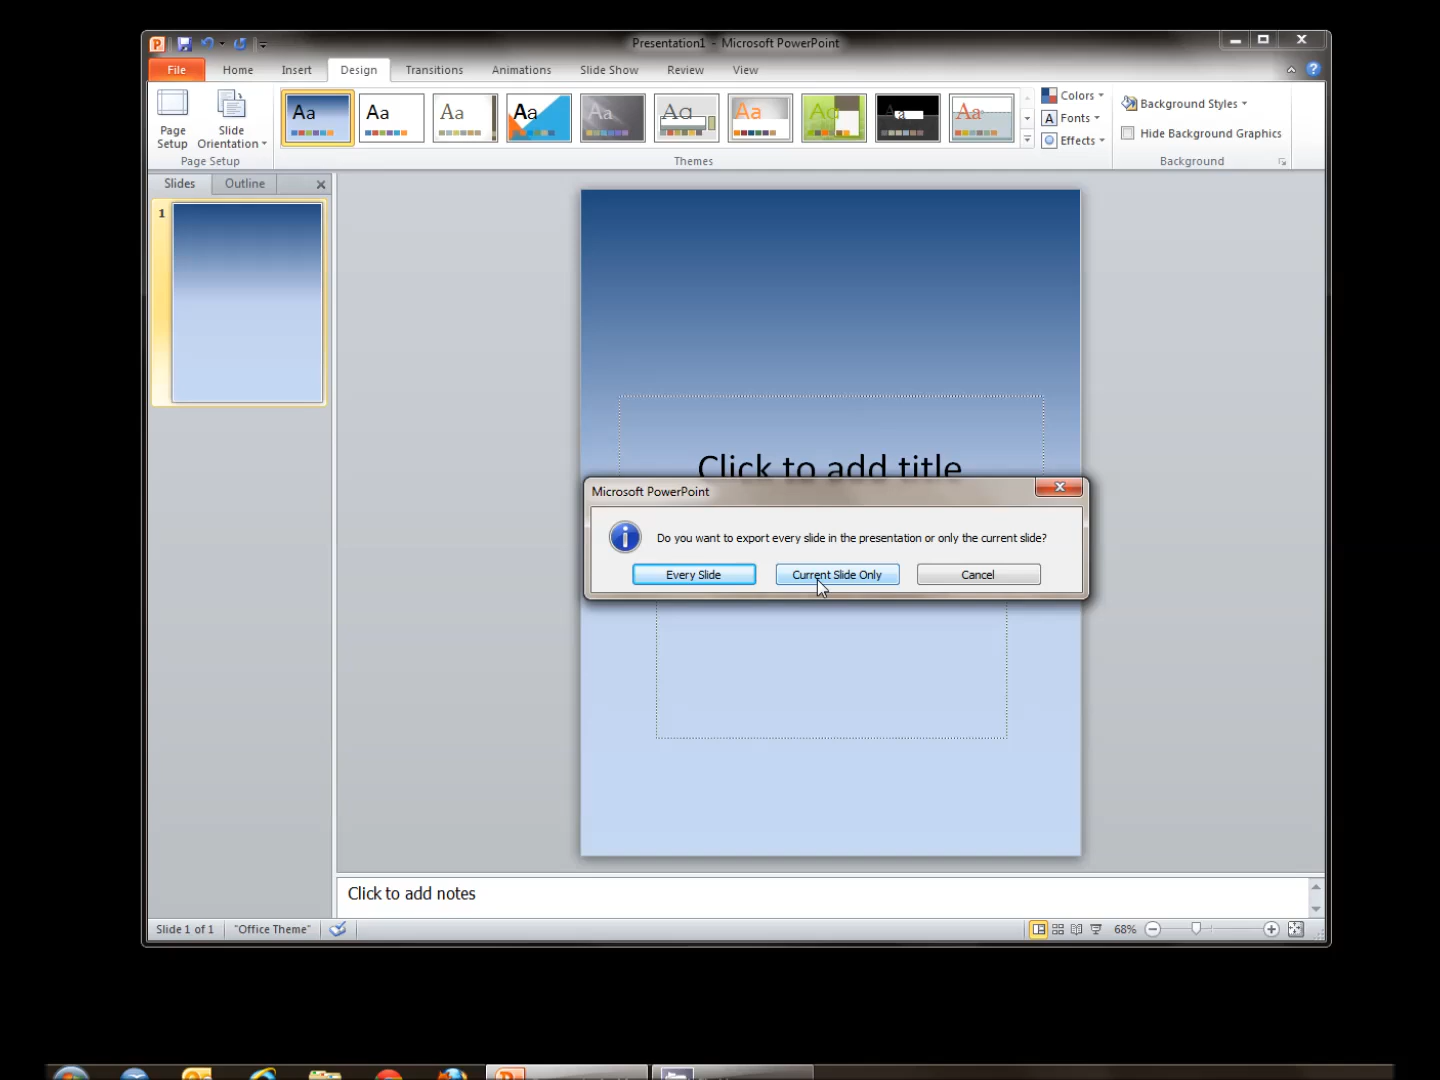 Presentation1 - Microsoft PowerPoint
File Home Insert Design Transitions Animations Slide Show Review View
Page Setup
Slide Orientation
Page Setup
Aa Aa Aa Aa Aa Aa Aa Aa Aa Aa
Themes
Colors
Fonts
Effects
Background Styles
Hide Background Graphics
Background
Slides Outline
1
Click to add title
Microsoft PowerPoint
Do you want to export every slide in the presentation or only the current slide?
Every Slide Current Slide Only Cancel
Click to add notes
Slide 1 of 1 "Office Theme" 68%